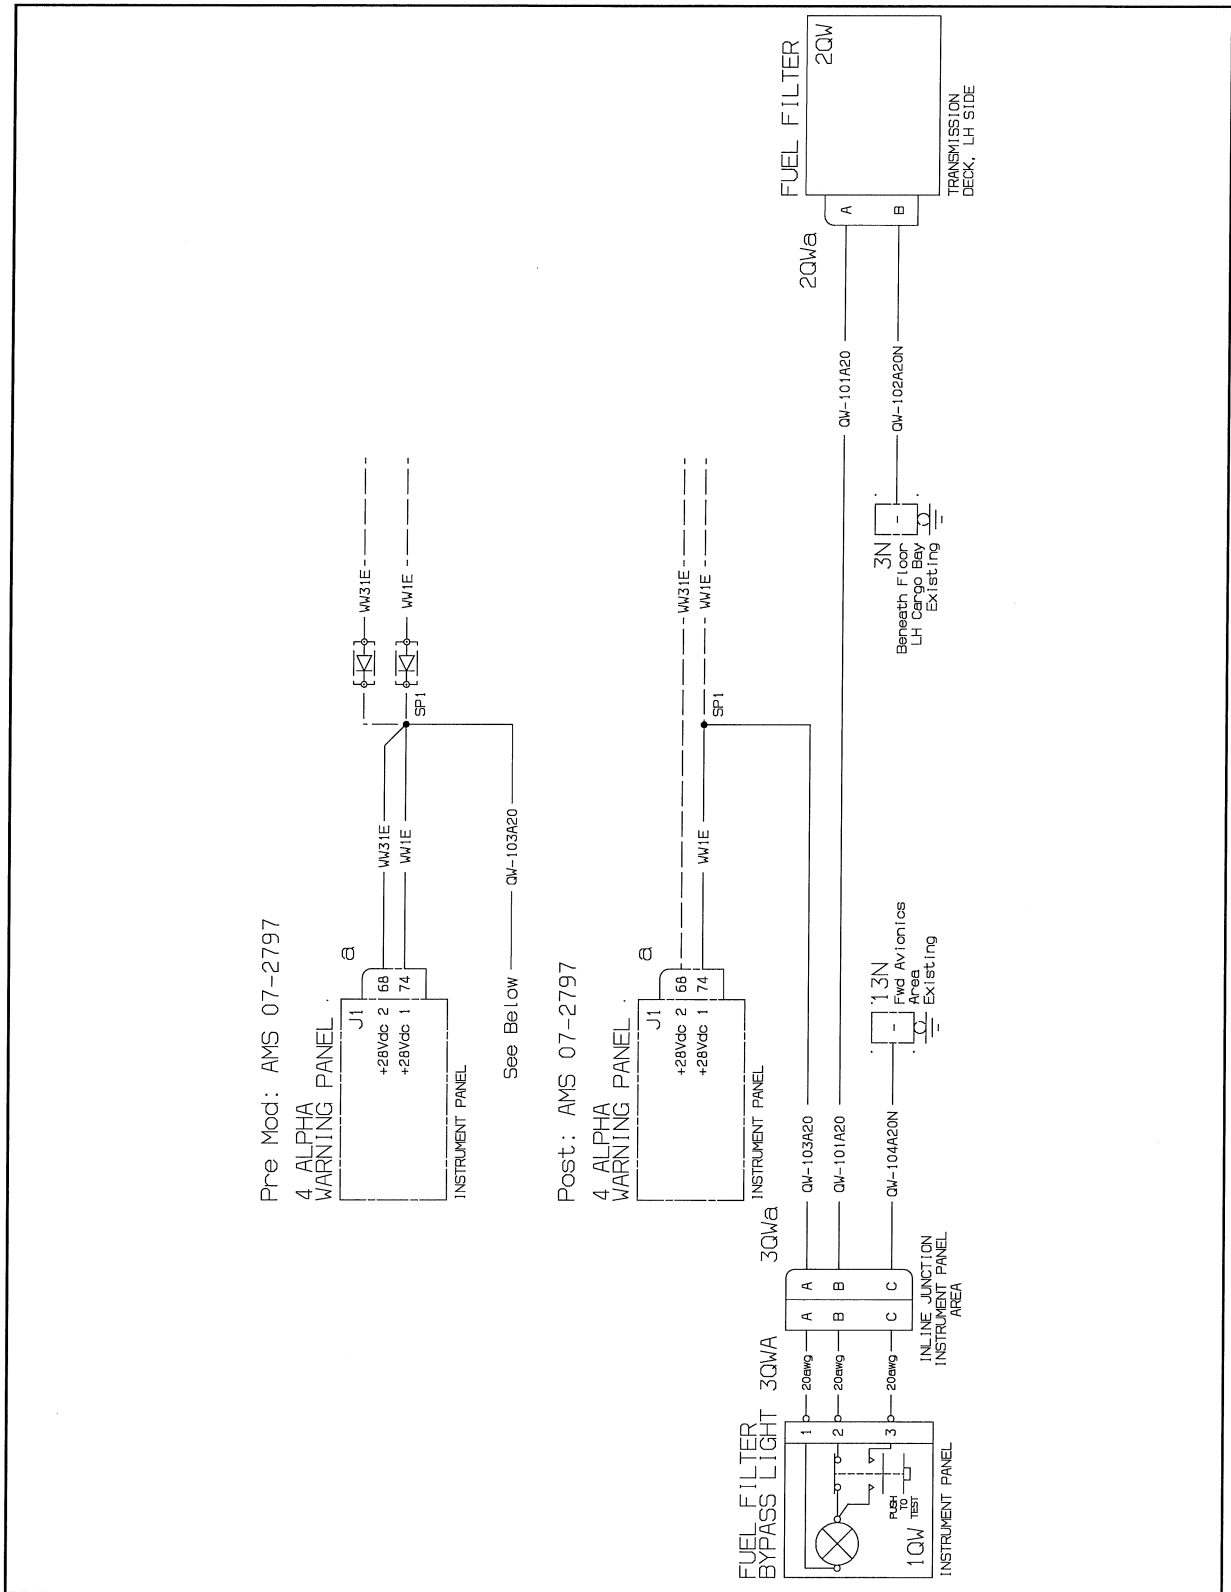 Pre Mod: AMS 07-2797
4 ALPHA
WARNING PANEL
J1
a
+28Vdc 2
68
+28Vdc 1
74
INSTRUMENT PANEL
WW31E
WW1E
SP1
WW31E
WW1E
See Below
QW-103A20
Post: AMS 07-2797
4 ALPHA
WARNING PANEL
J1
a
+28Vdc 2
68
+28Vdc 1
74
INSTRUMENT PANEL
WW1E
SP1
WW31E
WW1E
FUEL FILTER
BYPASS LIGHT
1QW
PUSH
TO
TEST
1
2
3
INSTRUMENT PANEL
20awg
20awg
20awg
3QWA
3QWa
A
A
B
B
C
C
INLINE JUNCTION
INSTRUMENT PANEL
AREA
QW-103A20
QW-101A20
QW-104A20N
13N
Fwd Avionics
Area
Existing
3N
Beneath Floor
LH Cargo Bay
Existing
QW-101A20
QW-102A20N
2QWa
A
B
FUEL FILTER
2QW
TRANSMISSION
DECK, LH SIDE